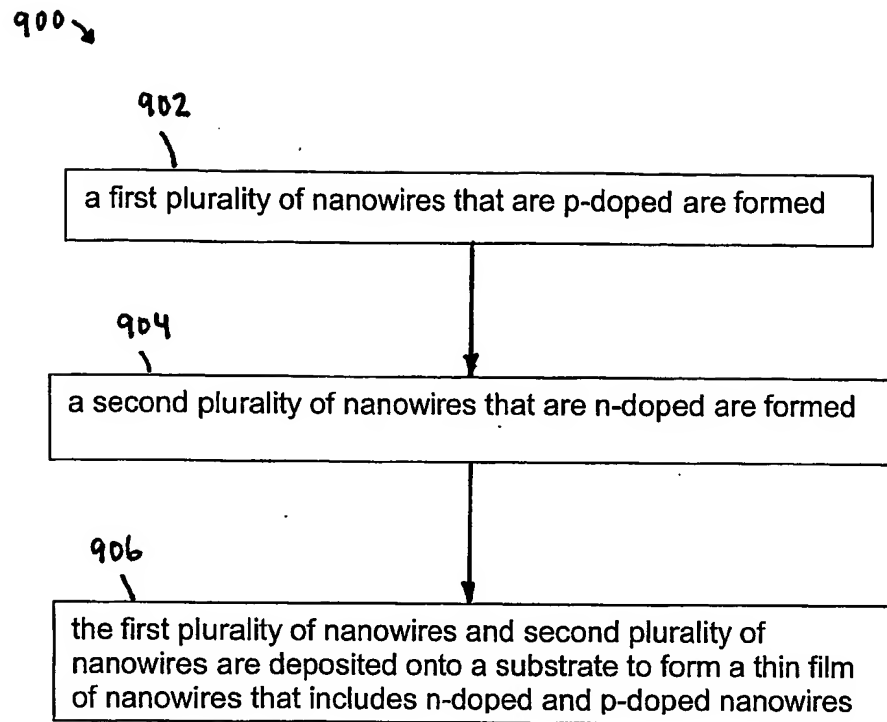 900
902
a first plurality of nanowires that are p-doped are formed
904
a second plurality of nanowires that are n-doped are formed
906
the first plurality of nanowires and second plurality of
nanowires are deposited onto a substrate to form a thin film
of nanowires that includes n-doped and p-doped nanowires